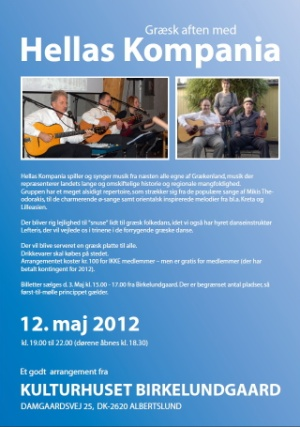 Græsk aften med
Hellas Kompania
Hellas Kompania spiller og synger musik fra næsten alle egne af Grækenland, musik der
repræsenterer landets lange og omskiftelige historie og regionale mangfoldighed.
Gruppen har et meget alsidigt repertoire, som strækker sig fra de populære sange af Mikis The-
odorakis, til de charmerende ø-sange samt orientalsk inspirerede melodier fra bl.a. Kreta og
Lilleasien.
Der bliver rig lejlighed til "snuse" lidt til græsk folkedans, idet vi også har hyret danseinstruktør
Lefteris, der vil vejlede os i trinene i de forrygende græske danse.
Der vil blive serveret en græsk platte til alle.
Drikkevarer skal købes på stedet.
Arrangementet koster kr. 100 for IKKE medlemmer – men er gratis for medlemmer (der har
betalt kontingent for 2012).
Billetter sælges d. 3. Maj kl. 15.00 - 17.00 fra Birkelundgaard. Der er begrænset antal pladser, så
først-til-mølle princippet gælder.
12. maj 2012
kl. 19.00 til 22.00 (dørene åbnes kl. 18.30)
Et godt arrangement fra
KULTURHUSET BIRKELUNDGAARD
DAMGAARDSVEJ 25, DK-2620 ALBERTSLUND